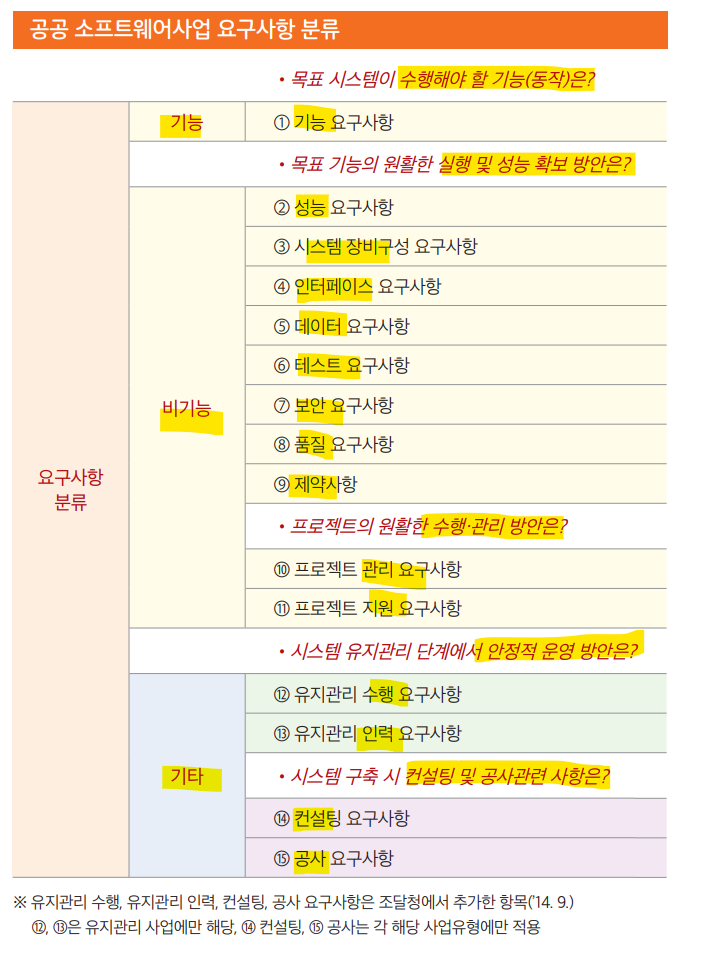 공공 소프트웨어사업 요구사항 분류
• 목표 시스템이 수행해야 할 기능(동작)은?
기능
① 기능 요구사항
• 목표 기능의 원활한 실행 및 성능 확보 방안은?
② 성능 요구사항
③ 시스템 장비구성 요구사항
④ 인터페이스 요구사항
⑤ 데이터 요구사항
⑥ 테스트 요구사항
비기능
⑦ 보안 요구사항
⑧ 품질 요구사항
⑨ 제약사항
요구사항
분류
• 프로젝트의 원활한 수행·관리 방안은?
⑩ 프로젝트 관리 요구사항
⑪ 프로젝트 지원 요구사항
• 시스템 유지관리 단계에서 안정적 운영 방안은?
⑫ 유지관리 수행 요구사항
⑬ 유지관리 인력 요구사항
기타
• 시스템 구축 시 컨설팅 및 공사관련 사항은?
⑭ 컨설팅 요구사항
⑮ 공사 요구사항
※ 유지관리 수행, 유지관리 인력, 컨설팅, 공사 요구사항은 조달청에서 추가한 항목('14. 9.)
⑫, ⑬은 유지관리 사업에만 해당, ⑭ 컨설팅, ⑮ 공사는 각 해당 사업유형에만 적용